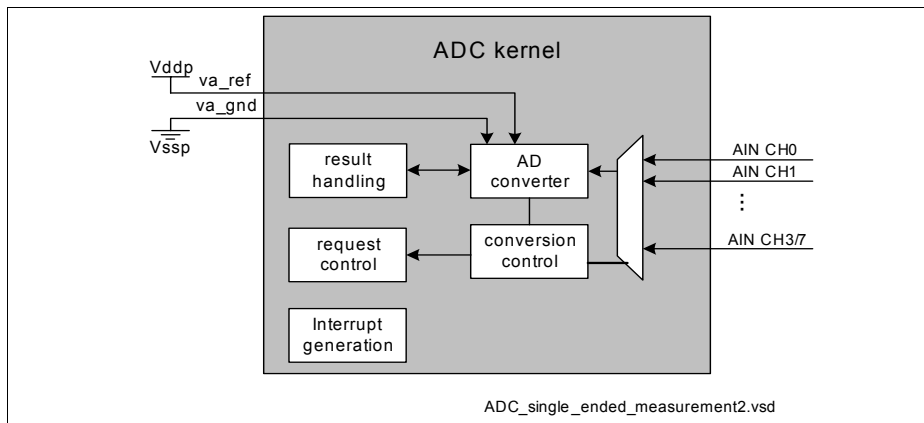 ADC kernel
Vddp
va_ref
va_gnd
Vssp
result
handling
AD
converter
AIN CH0
AIN CH1
⋮
AIN CH3/7
request
control
conversion
control
Interrupt
generation
ADC_single_ended_measurement2.vsd